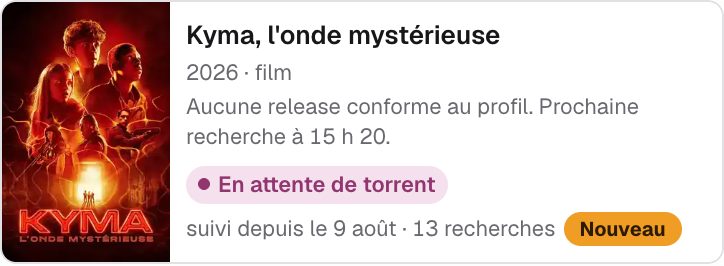 Kyma, l'onde mystérieuse
2026 · film
Aucune release conforme au profil. Prochaine
recherche à 15 h 20.
En attente de torrent
suivi depuis le 9 août · 13 recherches
Nouveau
KYMA
L'ONDE MYSTÉRIEUSE